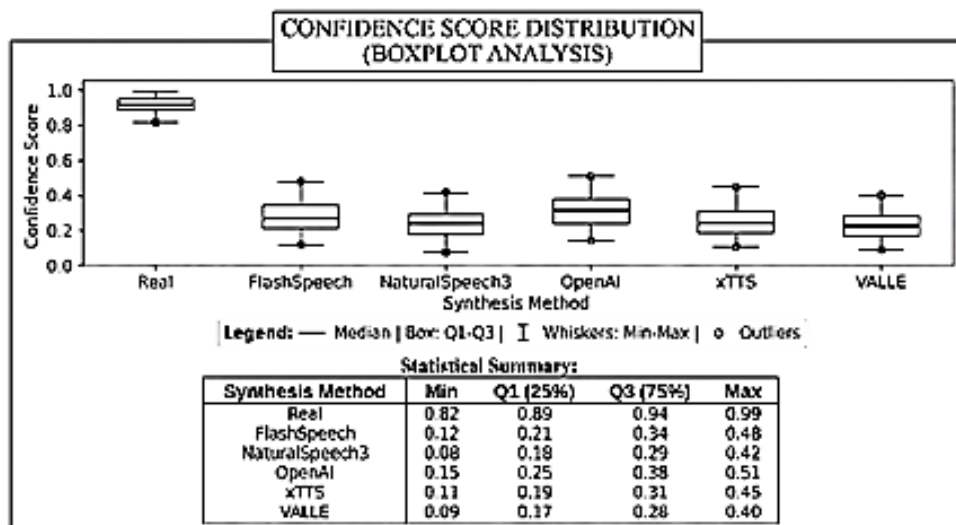 CONFIDENCE SCORE DISTRIBUTION
(BOXPLOT ANALYSIS)
Confidence Score
1.0
0.8
0.6
0.4
0.2
0.0
Real FlashSpeech NaturalSpeech3 OpenAI xTTS VALLE
Synthesis Method
Legend: — Median | Box: Q1-Q3 | Whiskers: Min-Max | o Outliers
Statistical Summary:
Synthesis Method Min Q1 (25%) Q3 (75%) Max
Real 0.82 0.89 0.94 0.99
FlashSpeech 0.12 0.21 0.34 0.48
NaturalSpeech3 0.08 0.18 0.29 0.42
OpenAI 0.15 0.25 0.38 0.51
xTTS 0.11 0.19 0.31 0.45
VALLE 0.09 0.17 0.28 0.40